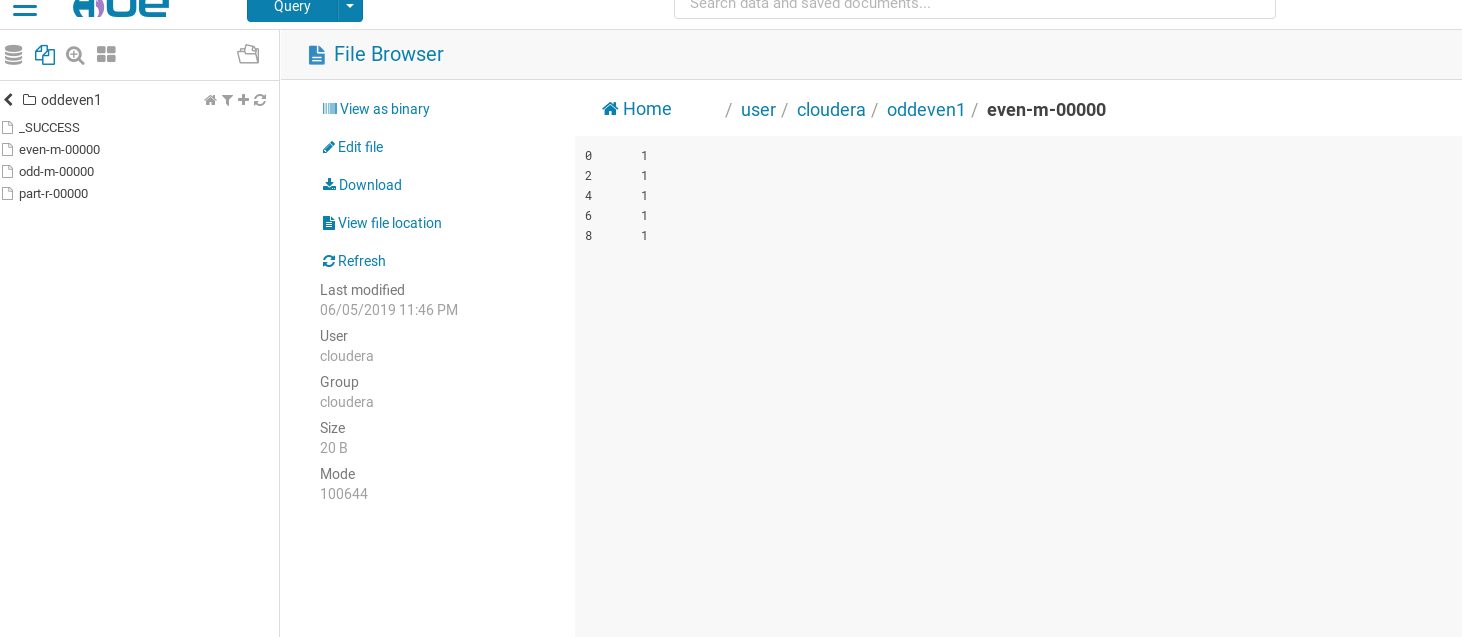 Query
Search data and saved documents...
File Browser
oddeven1
_SUCCESS
even-m-00000
odd-m-00000
part-r-00000
View as binary
Edit file
Download
View file location
Refresh
Last modified
06/05/2019 11:46 PM
User
cloudera
Group
cloudera
Size
20 B
Mode
100644
Home / user / cloudera / oddeven1 / even-m-00000
0 1
2 1
4 1
6 1
8 1